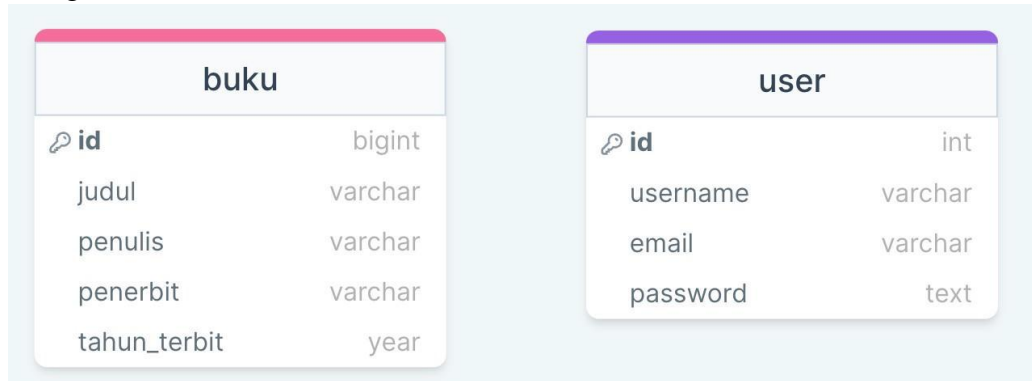 buku
id bigint
judul varchar
penulis varchar
penerbit varchar
tahun_terbit year
user
id int
username varchar
email varchar
password text